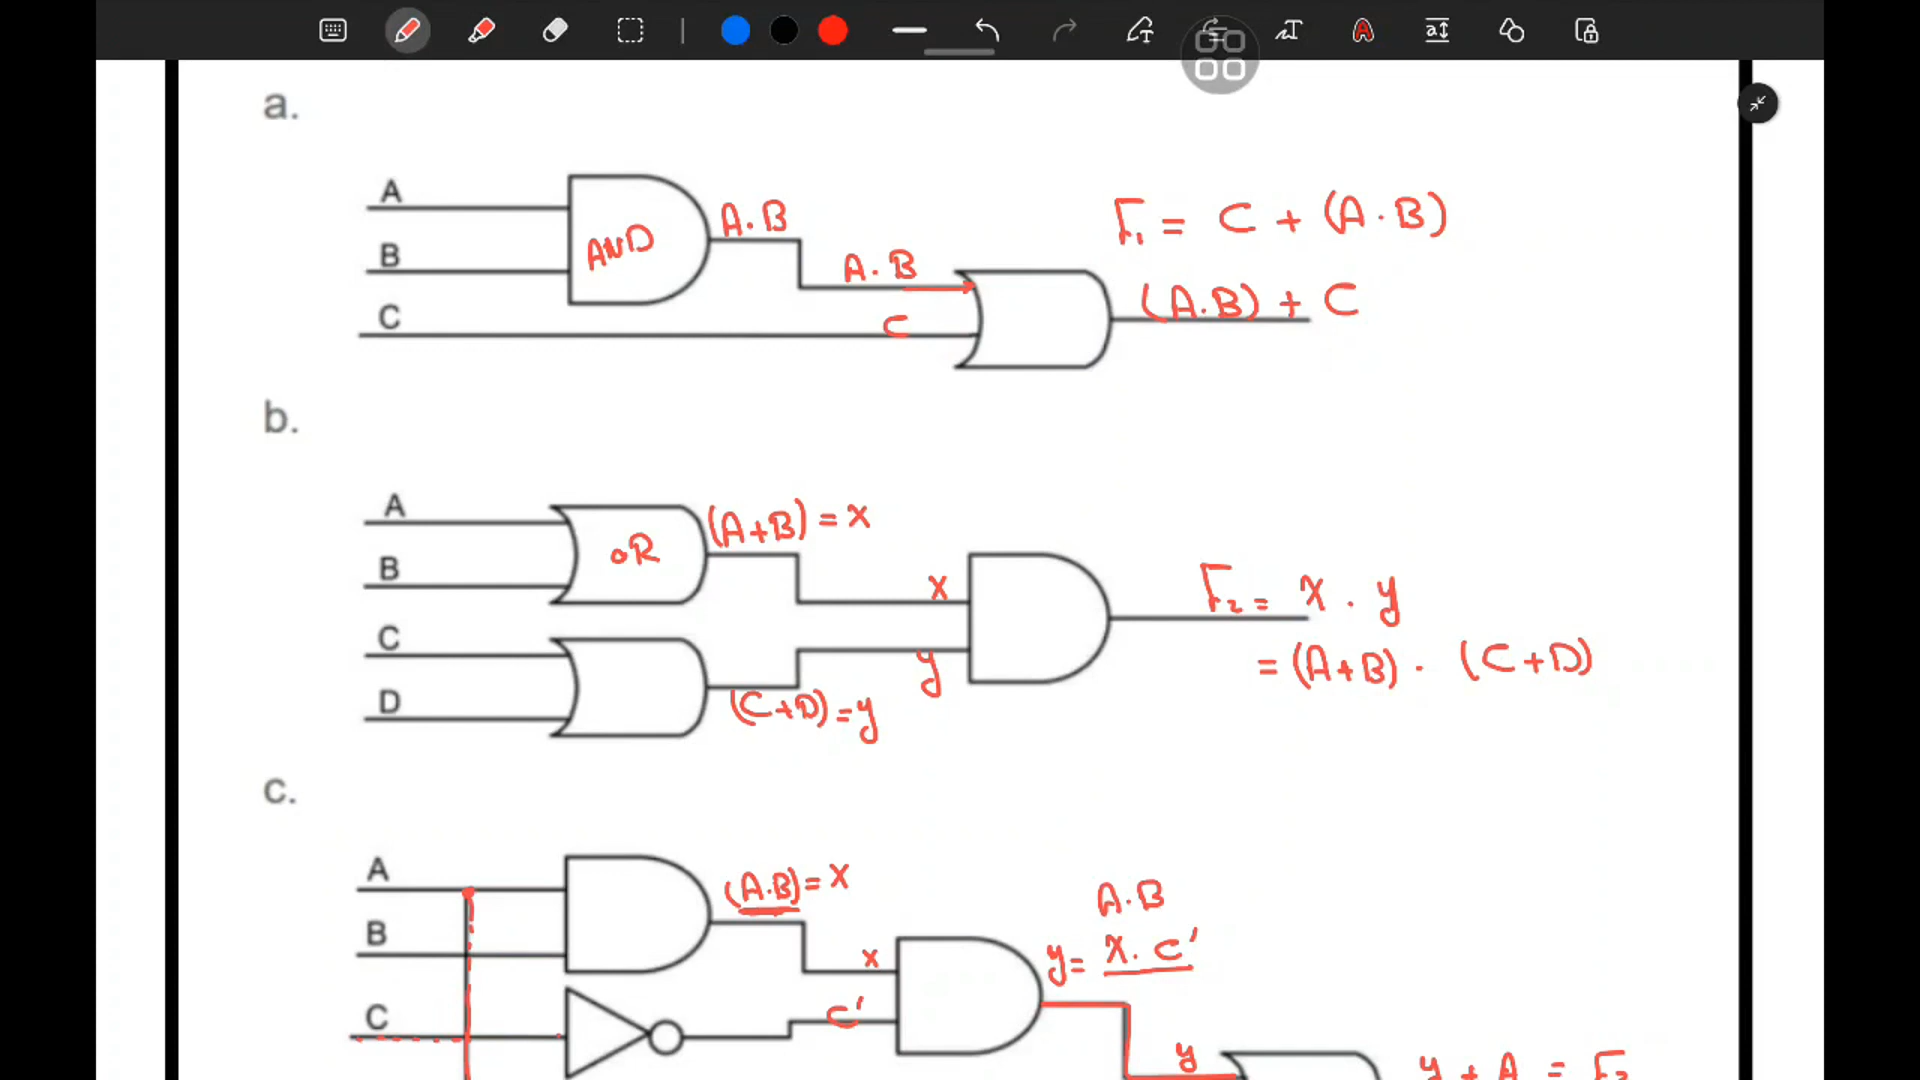 a.
A
AND
A.B
F₁ = C + (A.B)
B
A.B
(A.B) + C
C
C
b.
A
(A+B) = x
OR
B
x
F₂ = x . y
C
y
= (A+B) . (C+D)
D
(C+D) = y
c.
A
(A.B) = x
A.B
B
x
y = x . c'
C
c'
y
y + A = F₃